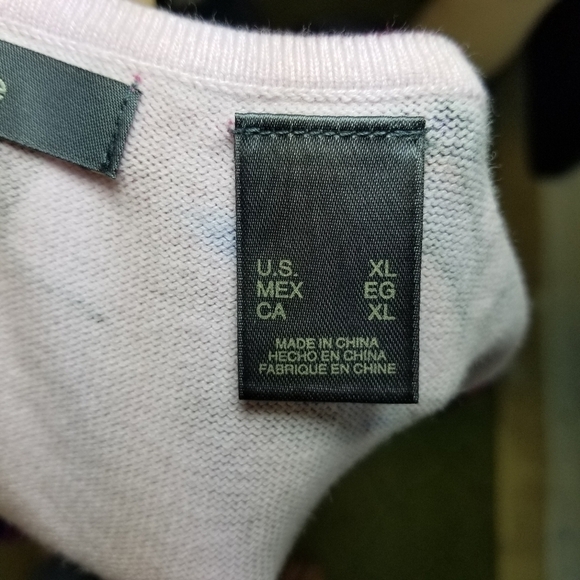 e
U.S. XL
MEX EG
CA XL
MADE IN CHINA
HECHO EN CHINA
FABRIQUE EN CHINE